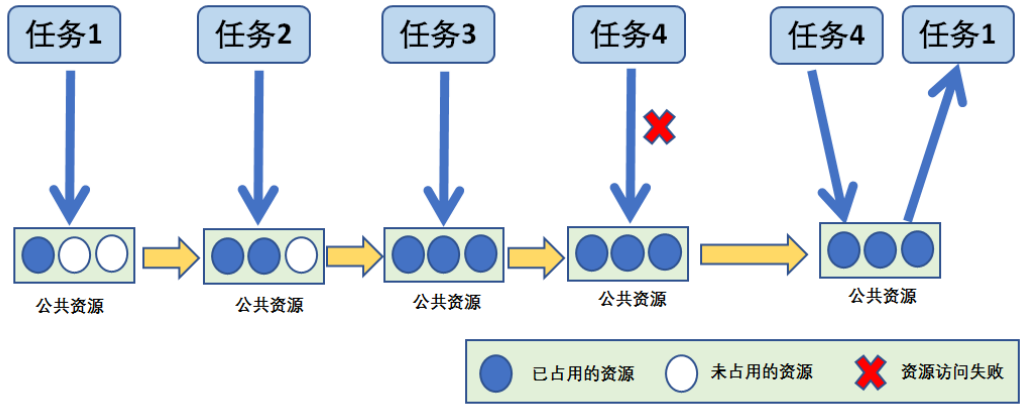 任务1
任务2
任务3
任务4
任务4
任务1
公共资源
公共资源
公共资源
公共资源
公共资源
已占用的资源
未占用的资源
资源访问失败